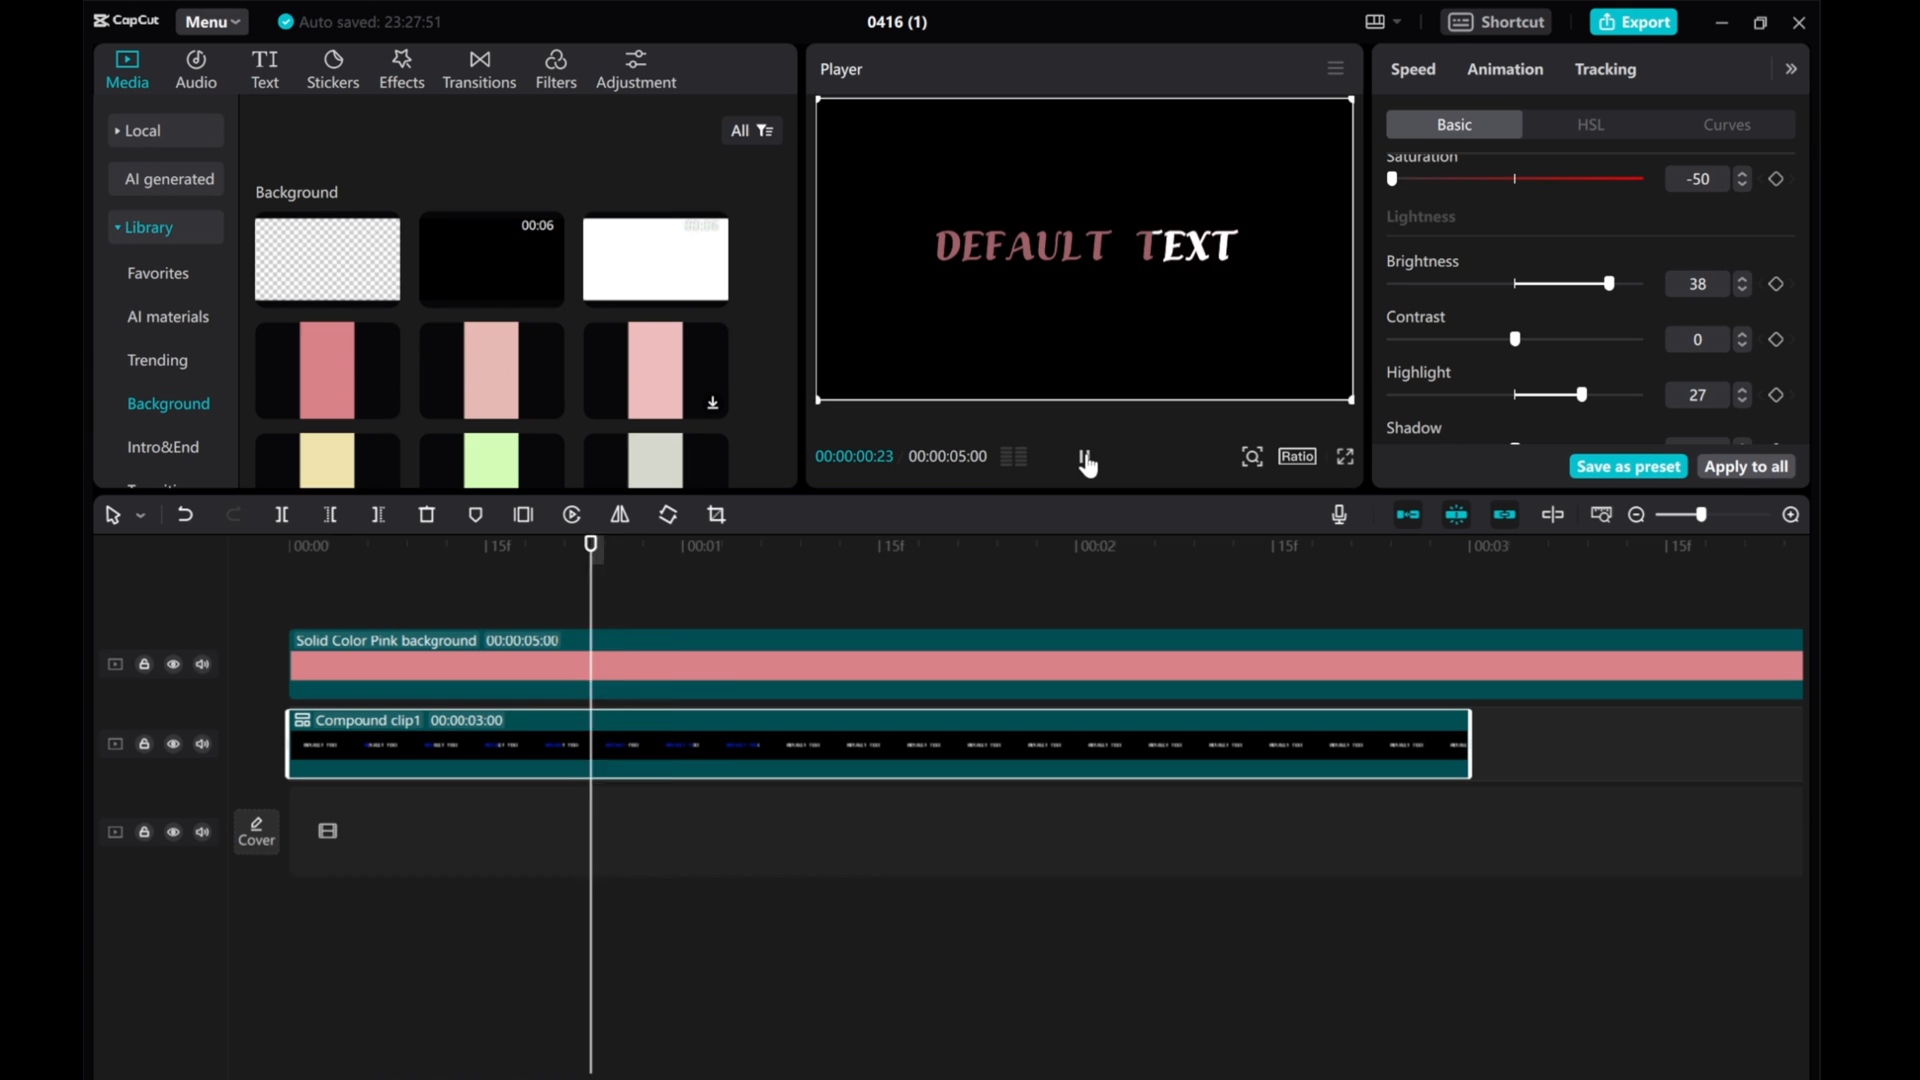 CapCut
Menu
Auto saved: 23:27:51
0416 (1)
Shortcut
Export
Media
Audio
TI
Text
Stickers
Effects
Transitions
Filters
Adjustment
Local
AI generated
Library
Favorites
AI materials
Trending
Background
Intro&End
All
Background
00:06
00:06
Player
DEFAULT TEXT
00:00:00:23
00:00:05:00
Ratio
Speed
Animation
Tracking
Basic
HSL
Curves
Saturation
-50
Lightness
Brightness
38
Contrast
0
Highlight
27
Shadow
Save as preset
Apply to all
00:00
15f
00:01
15f
00:02
15f
00:03
15f
Solid Color Pink background 00:00:05:00
Compound clip1 00:00:03:00
Cover